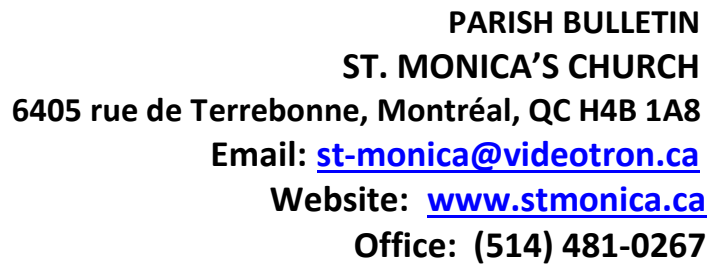 PARISH BULLETIN
ST. MONICA’S CHURCH
6405 rue de Terrebonne, Montréal, QC H4B 1A8
Email: st-monica@videotron.ca
Website: www.stmonica.ca
Office: (514) 481-0267